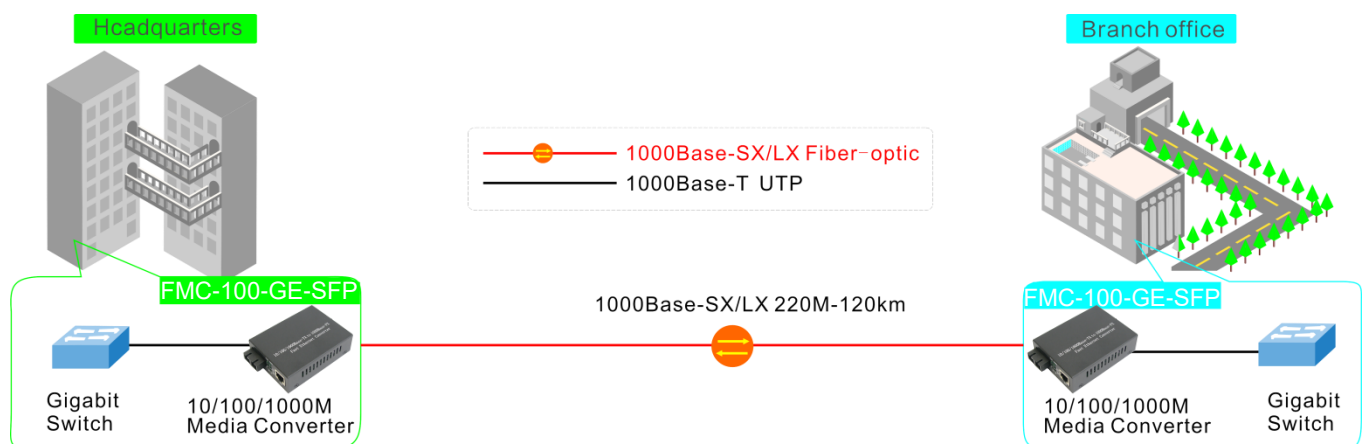 Hcadquarters
Branch office
1000Base-SX/LX Fiber-optic
1000Base-T UTP
FMC-100-GE-SFP
1000Base-SX/LX 220M-120km
FMC-100-GE-SFP
Gigabit
Switch
10/100/1000M
Media Converter
10/100/1000M
Media Converter
Gigabit
Switch